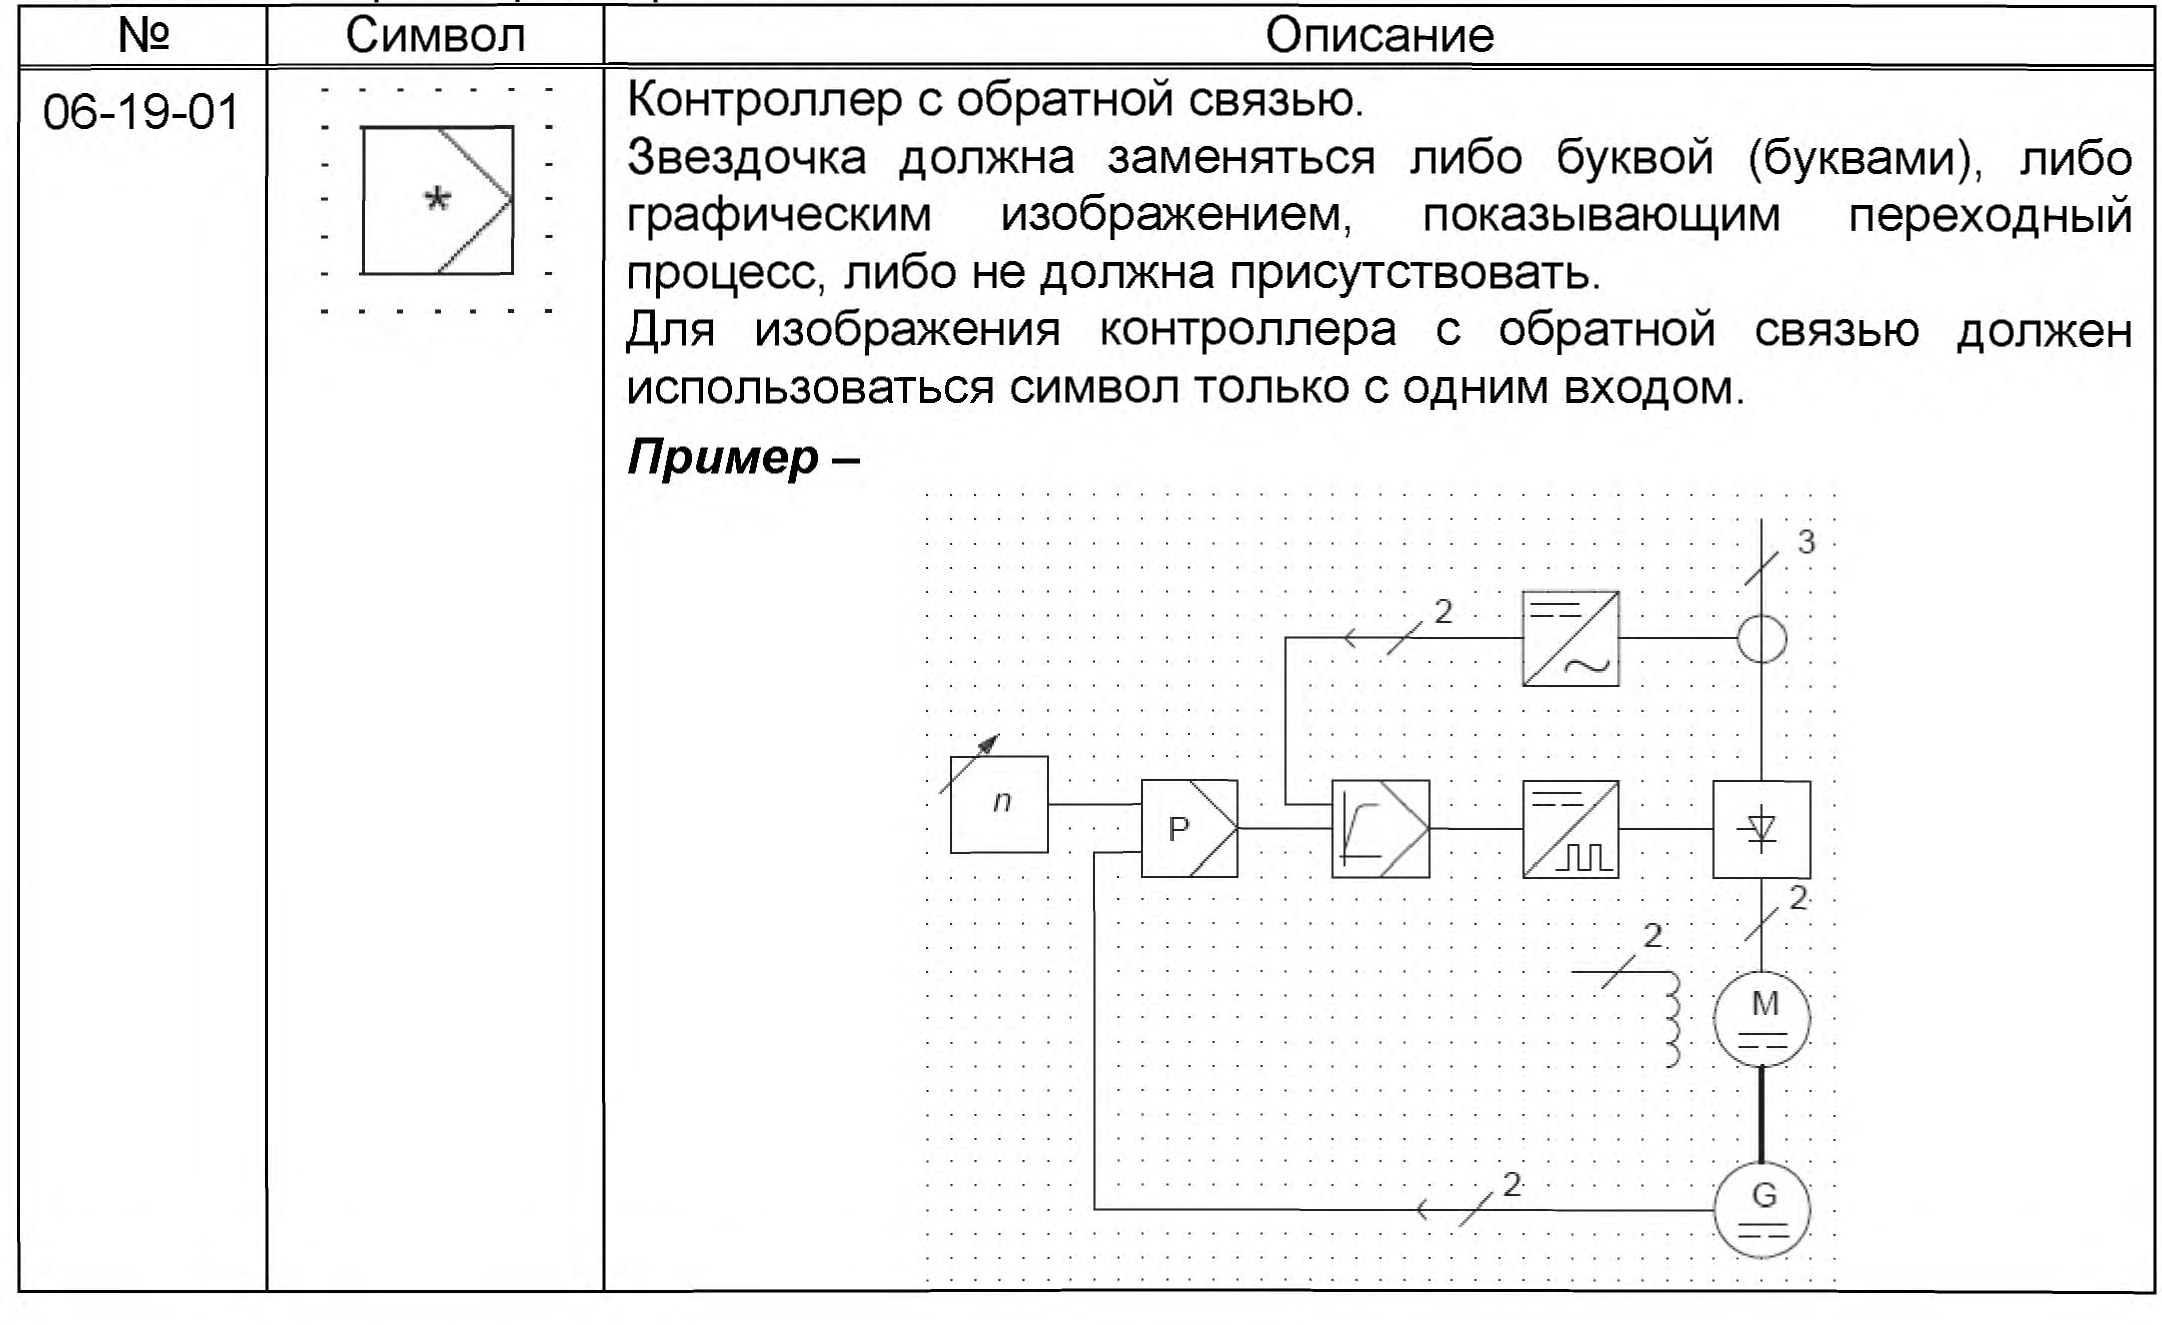 № Символ Описание
06-19-01
*
Контроллер с обратной связью.
Звездочка должна заменяться либо буквой (буквами), либо
графическим изображением, показывающим переходный
процесс, либо не должна присутствовать.
Для изображения контроллера с обратной связью должен
использоваться символ только с одним входом.
Пример –
3
2
n
P
2
2
M
2
G